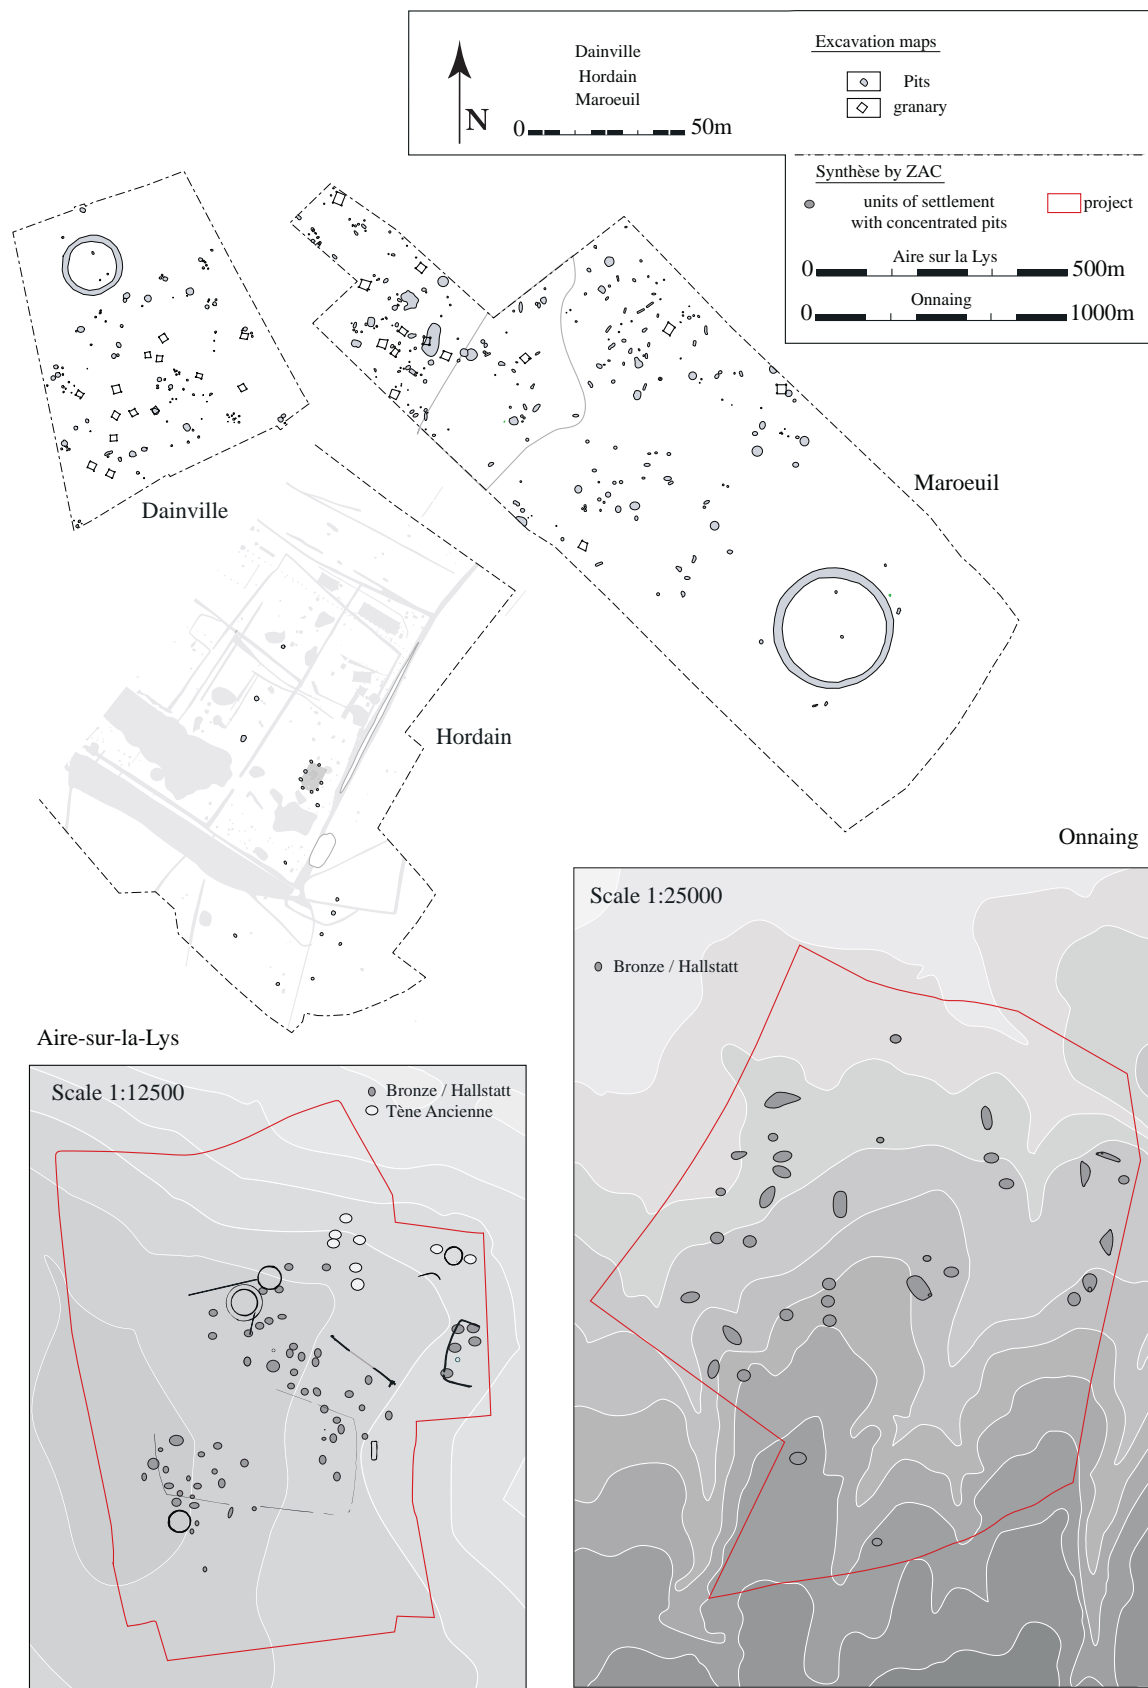 Dainville
Hordain
Maroeuil
N
0 50m
Excavation maps
Pits
granary
Synthèse by ZAC
units of settlement
with concentrated pits
project
Aire sur la Lys
0 500m
Onnaing
0 1000m
Dainville
Maroeuil
Hordain
Onnaing
Scale 1:25000
Bronze / Hallstatt
Aire-sur-la-Lys
Scale 1:12500
Bronze / Hallstatt
Tène Ancienne